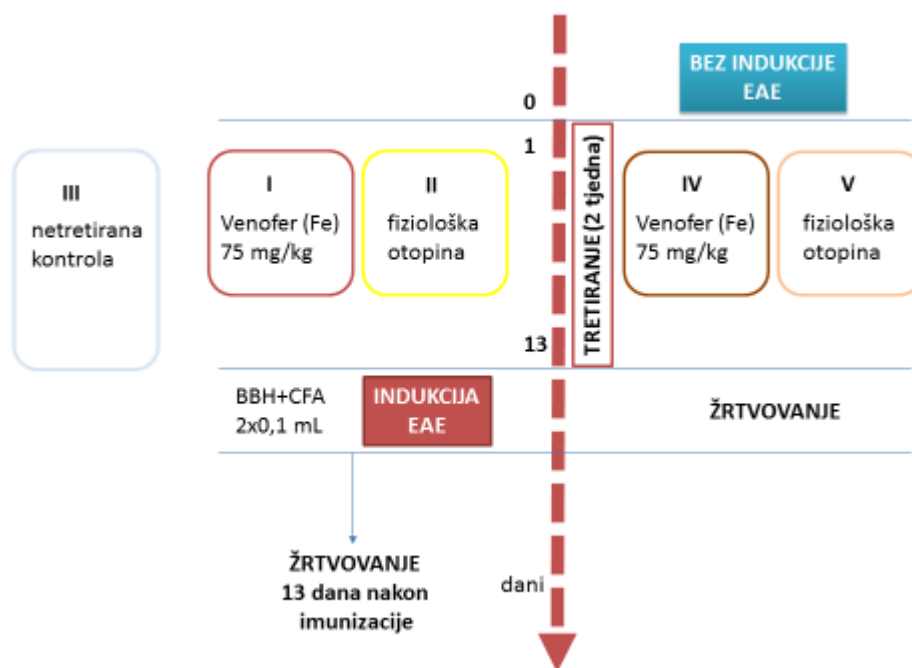 BEZ INDUKCIJE
EAE
0
1
III
netretirana
kontrola
I
Venofer (Fe)
75 mg/kg
II
fiziološka
otopina
TRETIRANJE (2 tjedna)
IV
Venofer (Fe)
75 mg/kg
V
fiziološka
otopina
13
BBH+CFA
2x0,1 mL
INDUKCIJA
EAE
ŽRTVOVANJE
ŽRTVOVANJE
13 dana nakon
imunizacije
dani